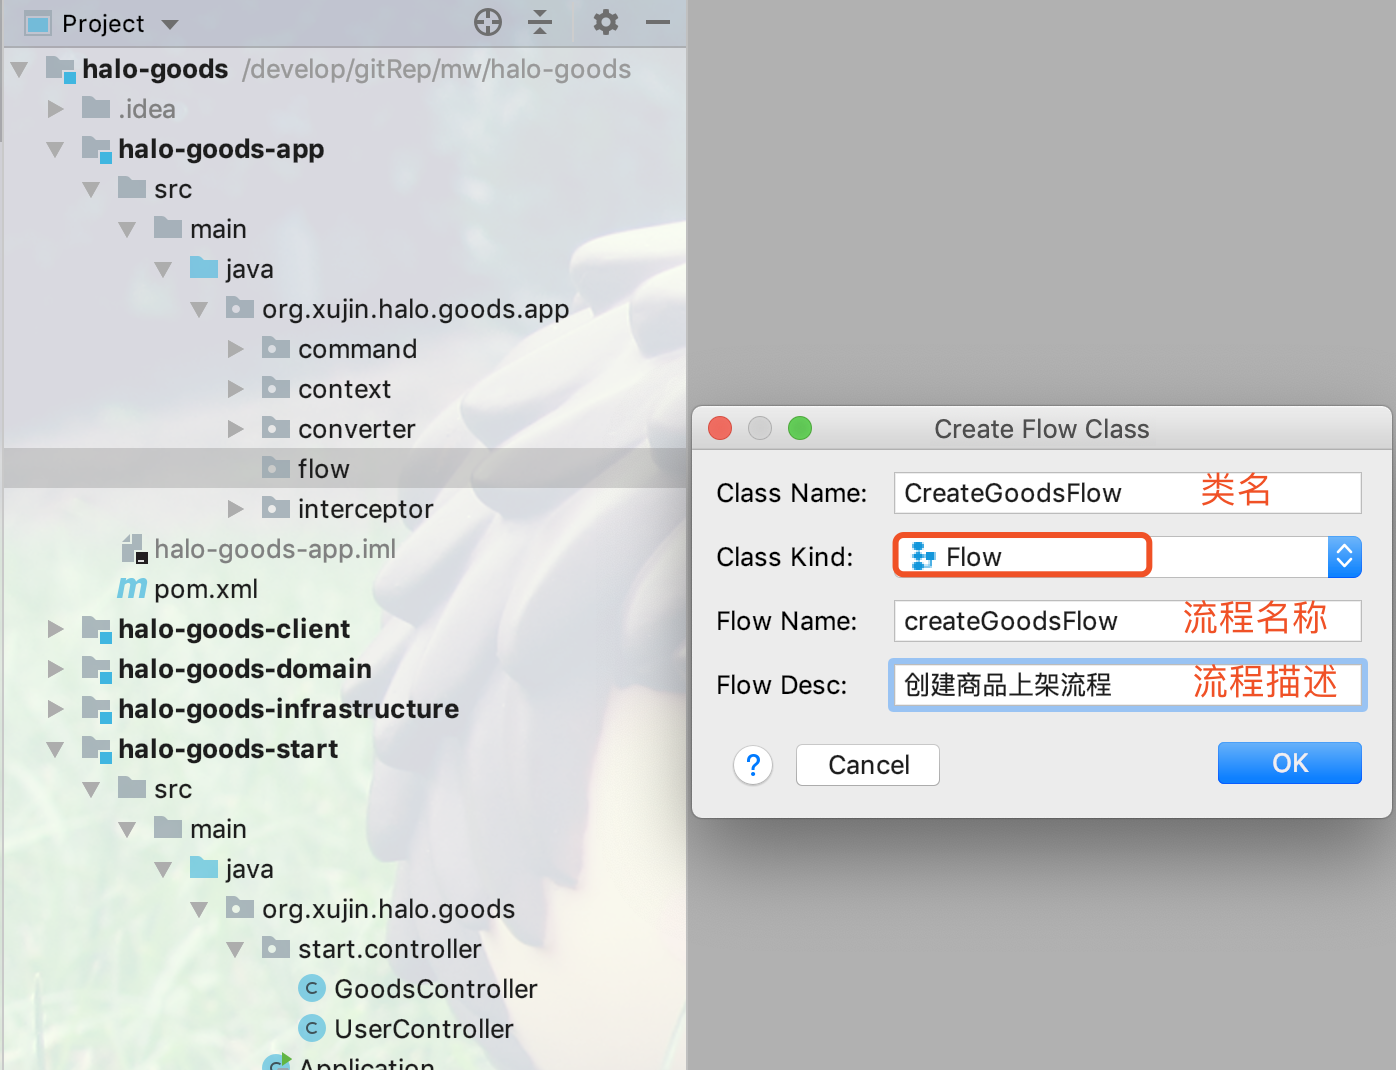 Project
halo-goods /develop/gitRep/mw/halo-goods
.idea
halo-goods-app
src
main
java
org.xujin.halo.goods.app
command
context
converter
flow
interceptor
halo-goods-app.iml
m pom.xml
halo-goods-client
halo-goods-domain
halo-goods-infrastructure
halo-goods-start
src
main
java
org.xujin.halo.goods
start.controller
C GoodsController
C UserController
C Application
Create Flow Class
Class Name: CreateGoodsFlow 类名
Class Kind: Flow
Flow Name: createGoodsFlow 流程名称
Flow Desc: 创建商品上架流程 流程描述
? Cancel OK